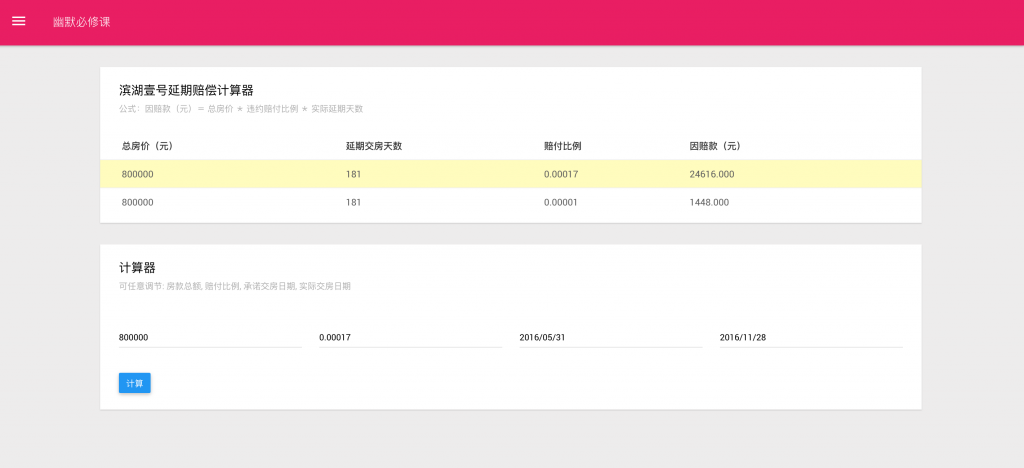 幽默必修课
滨湖壹号延期赔偿计算器
公式：因赔款（元）＝ 总房价 * 违约赔付比例 * 实际延期天数
总房价（元） 延期交房天数 赔付比例 因赔款（元）
800000 181 0.00017 24616.000
800000 181 0.00001 1448.000
计算器
可任意调节: 房款总额, 赔付比例, 承诺交房日期, 实际交房日期
800000 0.00017 2016/05/31 2016/11/28
计算